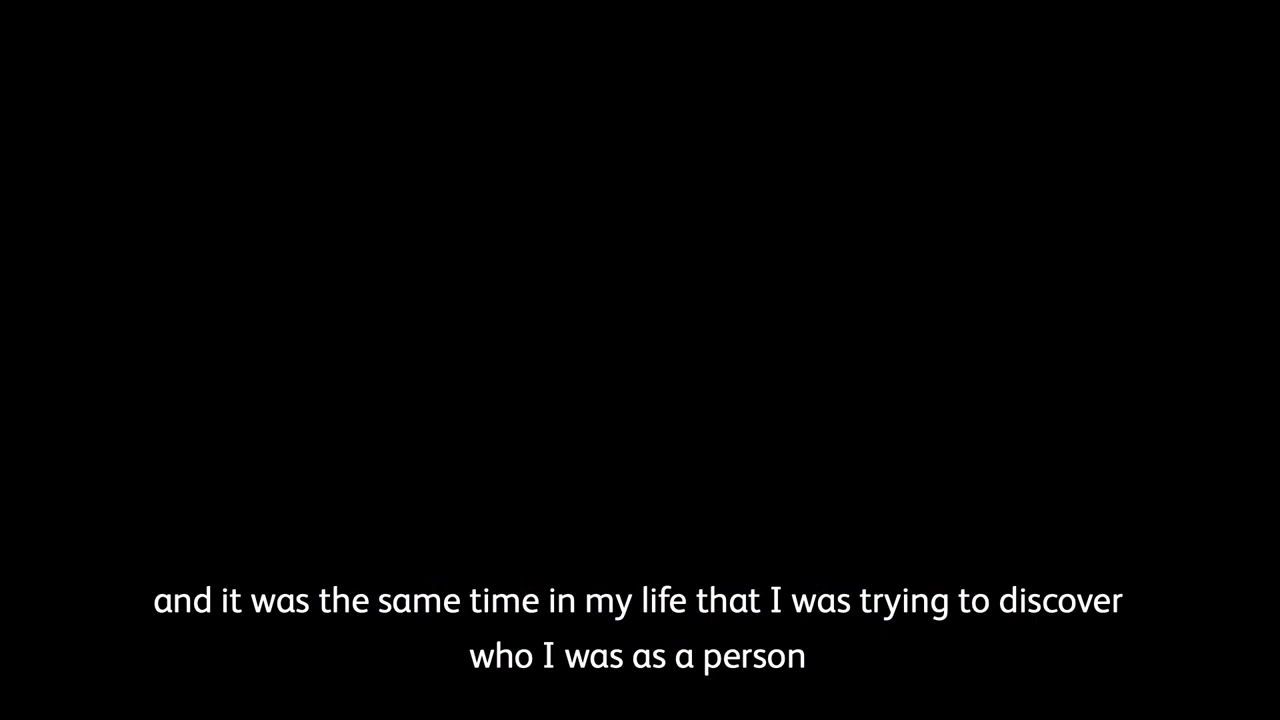 and it was the same time in my life that I was trying to discover
who I was as a person